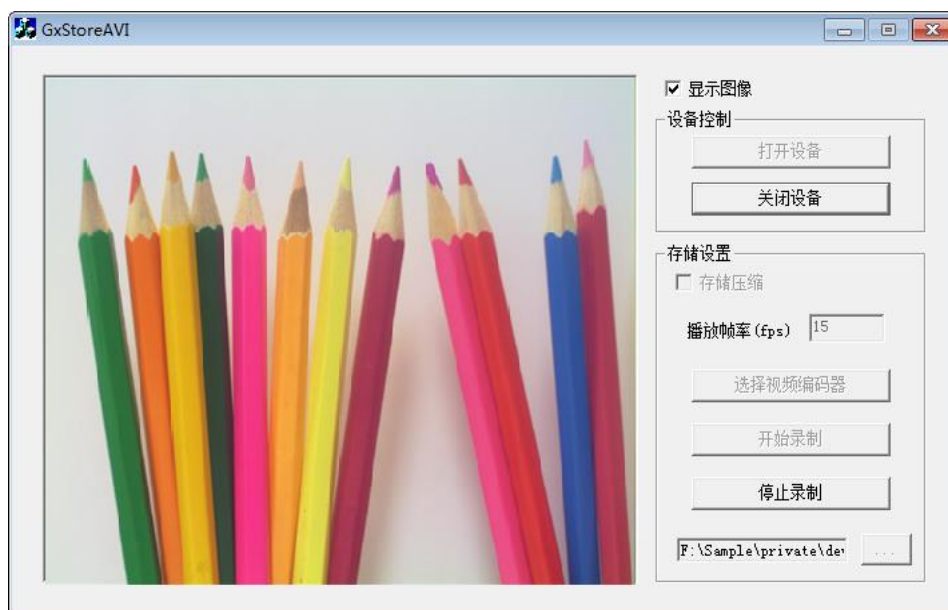 GxStoreAVI
显示图像
设备控制
打开设备
关闭设备
存储设置
存储压缩
播放帧率(fps) 15
选择视频编码器
开始录制
停止录制
F:\Sample\private\de
...